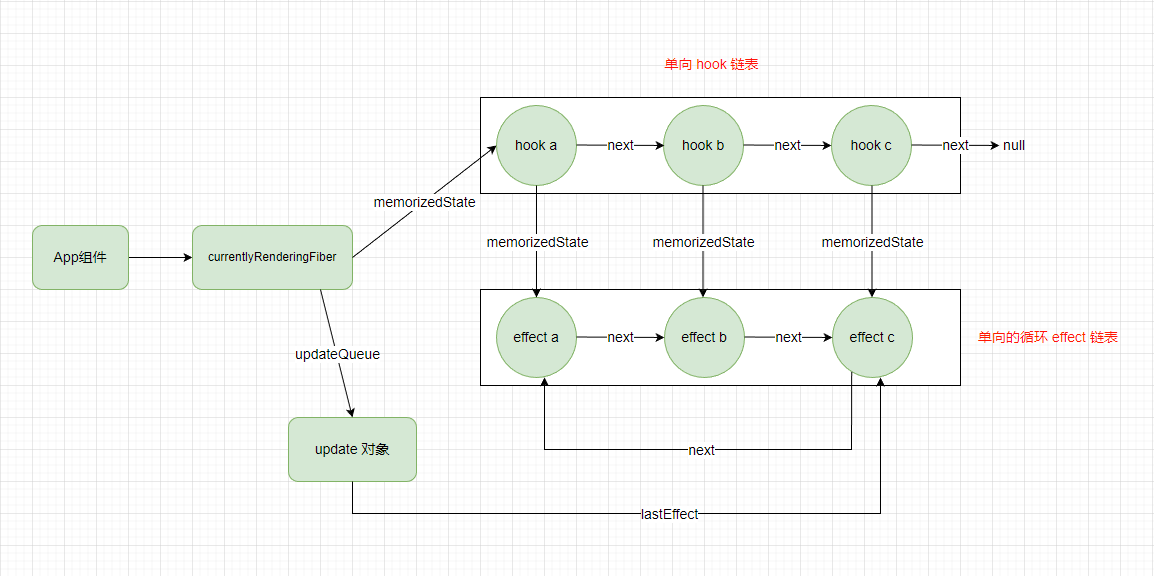 单向 hook 链表
hook a
next
hook b
next
hook c
next
null
memorizedState
memorizedState
memorizedState
memorizedState
App组件
currentlyRenderingFiber
effect a
next
effect b
next
effect c
单向的循环 effect 链表
updateQueue
update 对象
next
lastEffect